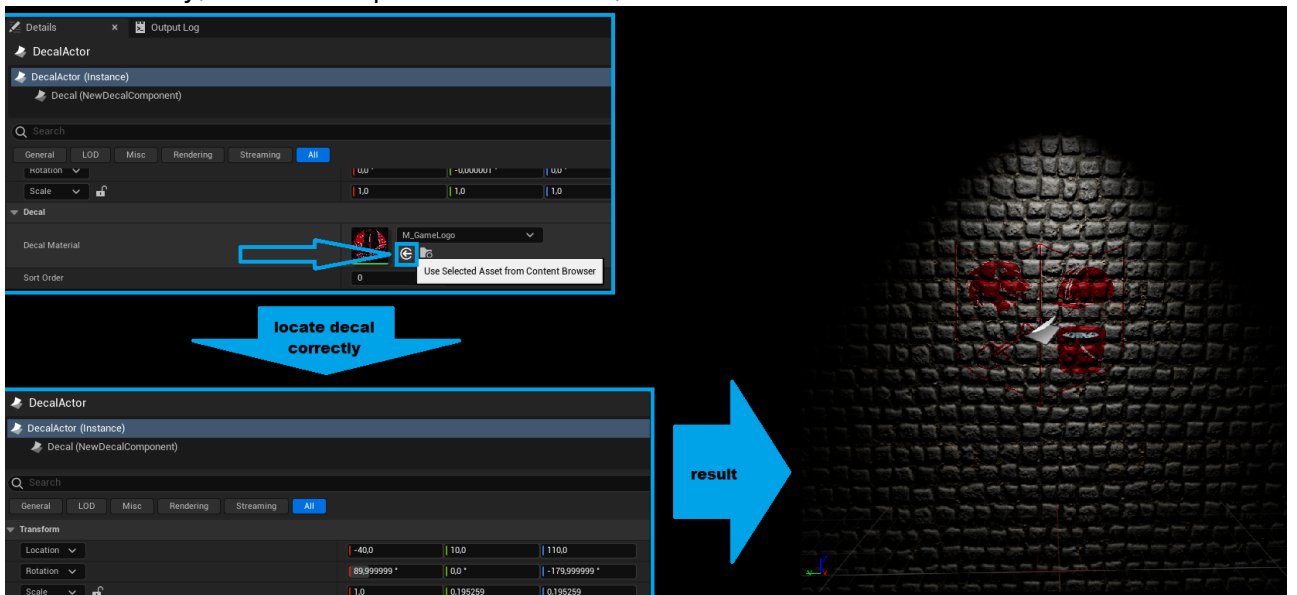 Details
Output Log
DecalActor
DecalActor (Instance)
Decal (NewDecalComponent)
Search
General LOD Misc Rendering Streaming All
Rotation 0,0 ° -0,000001 ° 0,0 °
Scale 1,0 1,0 1,0
Decal
Decal Material M_GameLogo
Use Selected Asset from Content Browser
Sort Order 0
locate decal
correctly
DecalActor
DecalActor (Instance)
Decal (NewDecalComponent)
Search
General LOD Misc Rendering Streaming All
Transform
Location -40,0 10,0 110,0
Rotation 89,999999 ° 0,0 ° -179,999999 °
Scale 1,0 0,195259 0,195259
result